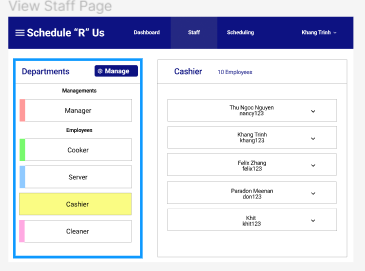 View Staff Page
Schedule “R” Us
Dashboard
Staff
Scheduling
Khang Trinh
Departments
Manage
Managements
Manager
Employees
Cooker
Server
Cashier
Cleaner
Cashier
10 Employees
Thu Ngoc Nguyen
nancy123
Khang Trinh
khang123
Felix Zhang
felix123
Paradon Meenan
don123
Khit
khit123